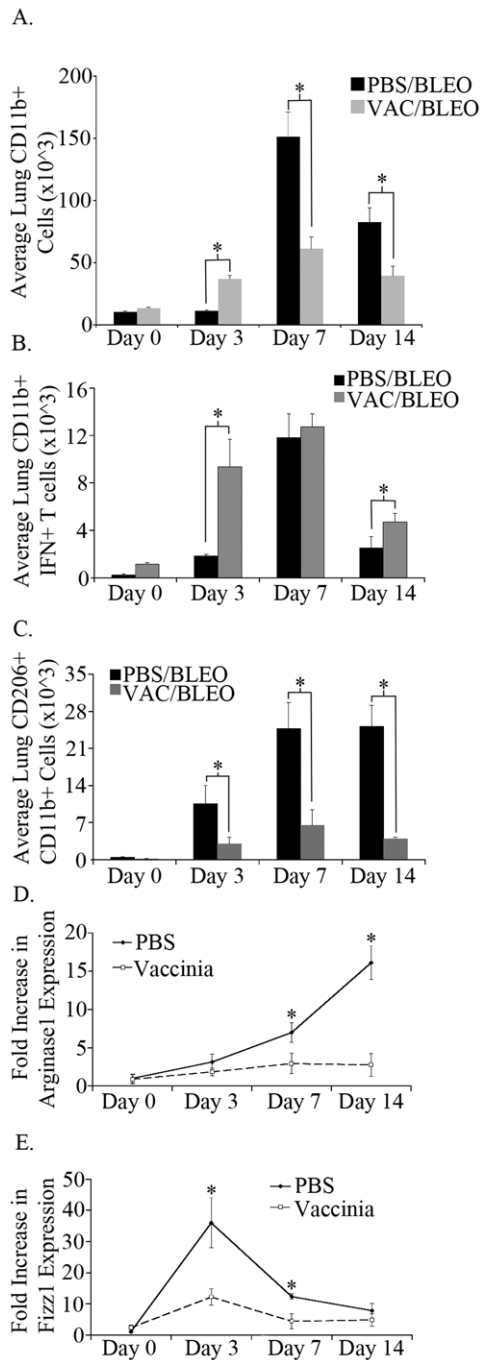 A.
Average Lung CD11b+
Cells (x10^3)
200
150
100
50
0
PBS/BLEO
VAC/BLEO
*
*
*
Day 0 Day 3 Day 7 Day 14
B.
Average Lung CD11b+
IFN+ T cells (x10^3)
16
12
8
4
0
PBS/BLEO
VAC/BLEO
*
*
Day 0 Day 3 Day 7 Day 14
C.
Average Lung CD206+
CD11b+ Cells (x10^3)
35
28
21
14
7
0
PBS/BLEO
VAC/BLEO
*
*
*
Day 0 Day 3 Day 7 Day 14
D.
Fold Increase in
Arginase1 Expression
20
15
10
5
0
PBS
Vaccinia
*
*
Day 0 Day 3 Day 7 Day 14
E.
Fold Increase in
Fizz1 Expression
50
40
30
20
10
0
PBS
Vaccinia
*
*
Day 0 Day 3 Day 7 Day 14